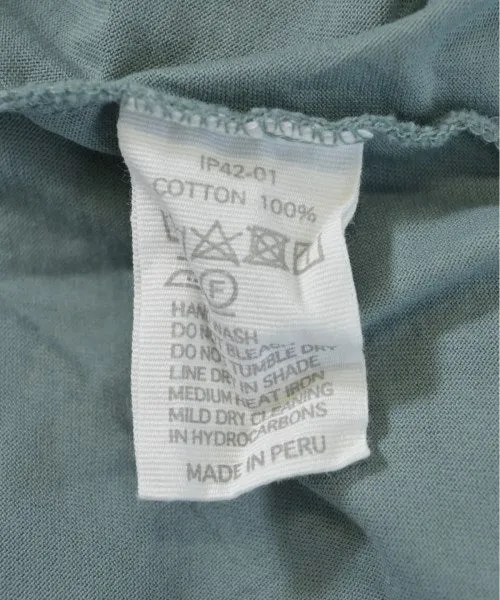 IP42-01
COTTON 100%
F
HAND WASH
DO NOT BLEACH
DO NOT TUMBLE DRY
LINE DRY IN SHADE
MEDIUM HEAT IRON
MILD DRY CLEANING
IN HYDROCARBONS
MADE IN PERU